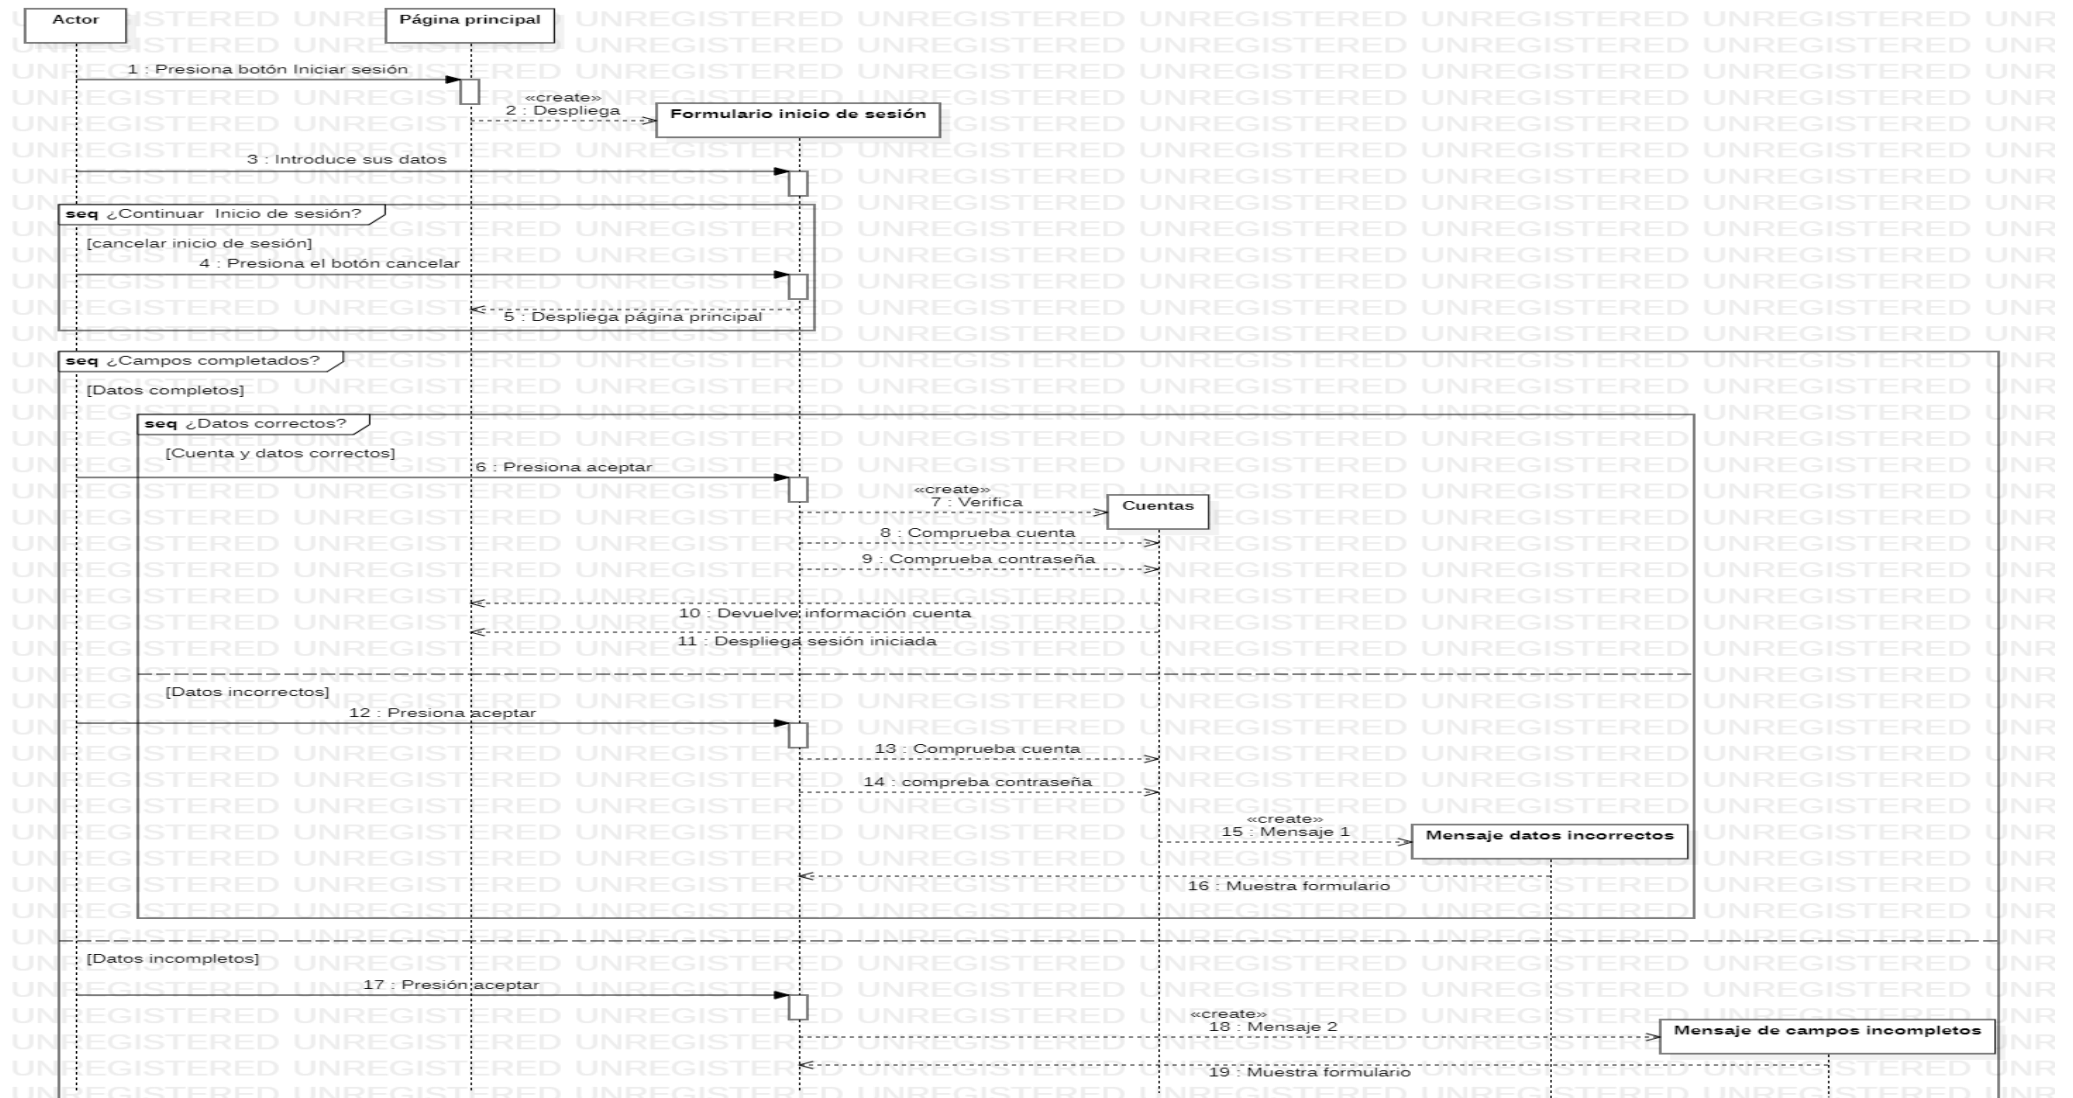 Actor
Página principal
1 : Presiona botón Iniciar sesión
«create»
2 : Despliega
Formulario inicio de sesión
3 : Introduce sus datos
seq ¿Continuar Inicio de sesión?
[cancelar inicio de sesión]
4 : Presiona el botón cancelar
5 : Despliega página principal
seq ¿Campos completados?
[Datos completos]
seq ¿Datos correctos?
[Cuenta y datos correctos]
6 : Presiona aceptar
«create»
7 : Verifica
Cuentas
8 : Comprueba cuenta
9 : Comprueba contraseña
10 : Devuelve información cuenta
11 : Despliega sesión iniciada
[Datos incorrectos]
12 : Presiona aceptar
13 : Comprueba cuenta
14 : compreba contraseña
«create»
15 : Mensaje 1
Mensaje datos incorrectos
16 : Muestra formulario
[Datos incompletos]
17 : Presión aceptar
«create»
18 : Mensaje 2
Mensaje de campos incompletos
19 : Muestra formulario
UNREGISTERED